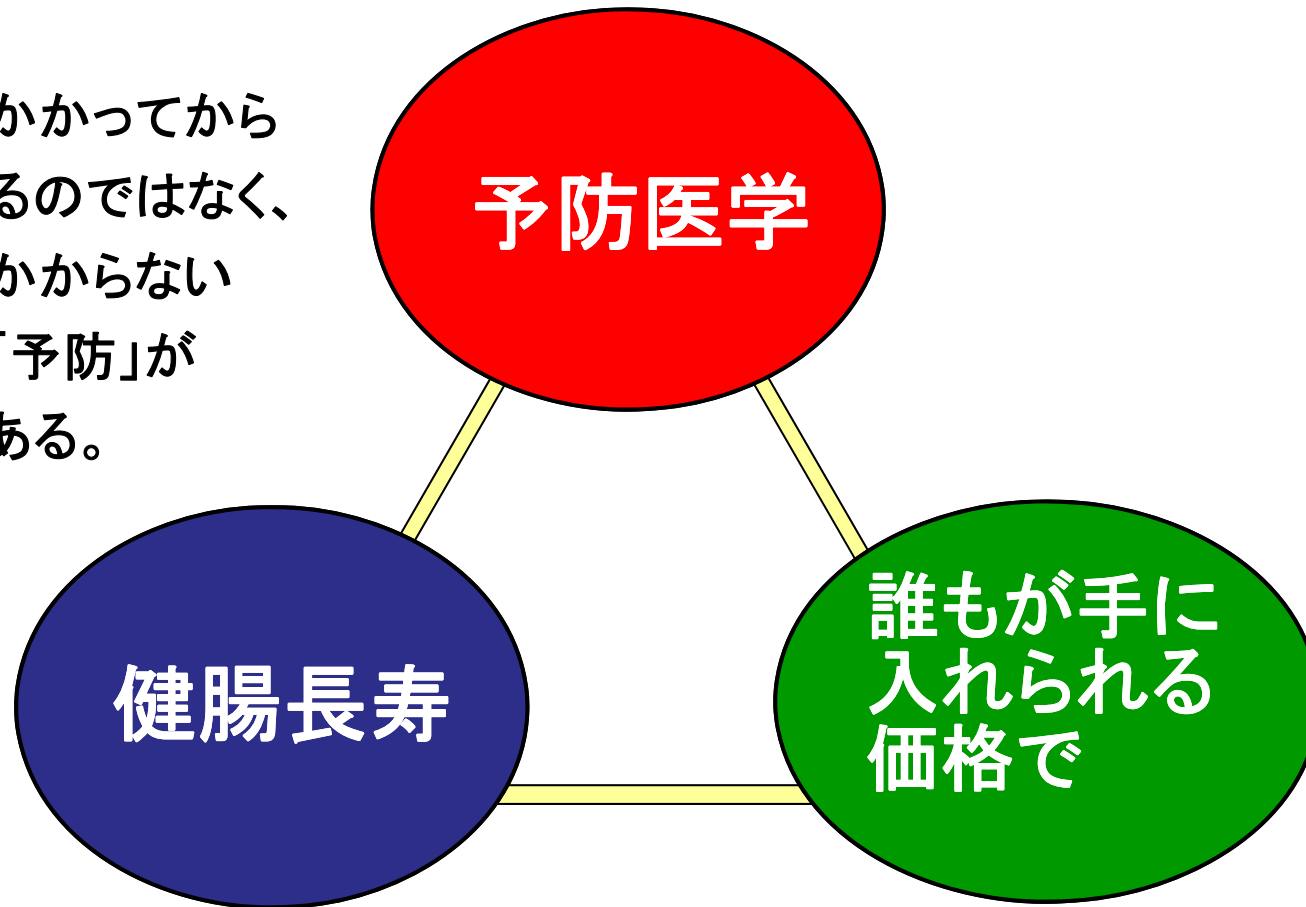 かかってから
るのではなく、
かからない
「予防」が
ある。
予防医学
健腸長寿
誰もが手に
入れられる
価格で